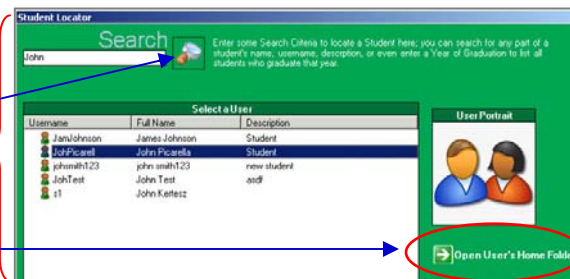 Student Locator
Search
John
Enter some Search Criteria to locate a Student here; you can search for any part of a
student's name, username, description, or even enter a Year of Graduation to list all
students who graduate that year.
Select a User
Username Full Name Description
JamJohnson James Johnson Student
JohPicarell John Picarella Student
johsmith123 john smith123 new student
JohTest John Test asdf
s1 John Kertesz
User Portrait
Open User's Home Folde